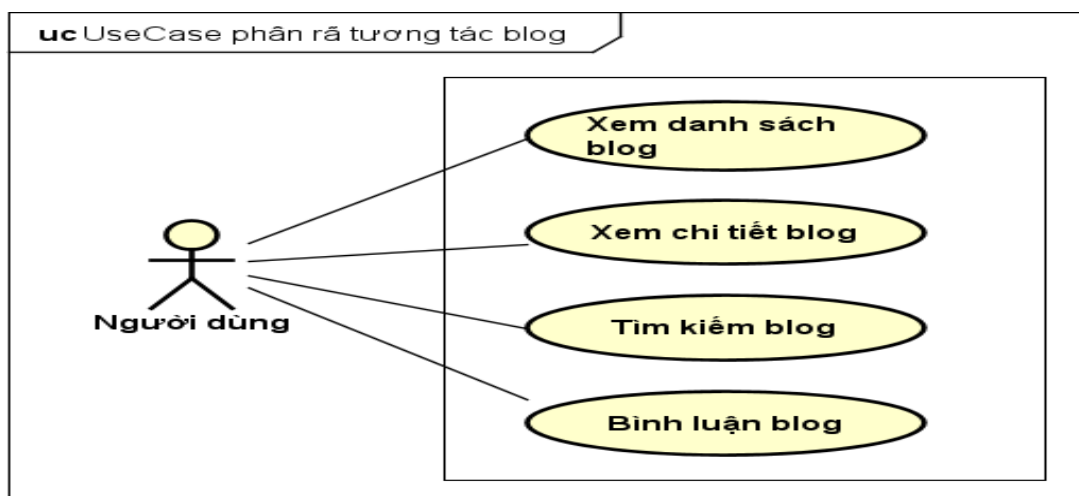 uc UseCase phân rã tương tác blog
Xem danh sách
blog
Xem chi tiết blog
Người dùng
Tìm kiếm blog
Bình luận blog